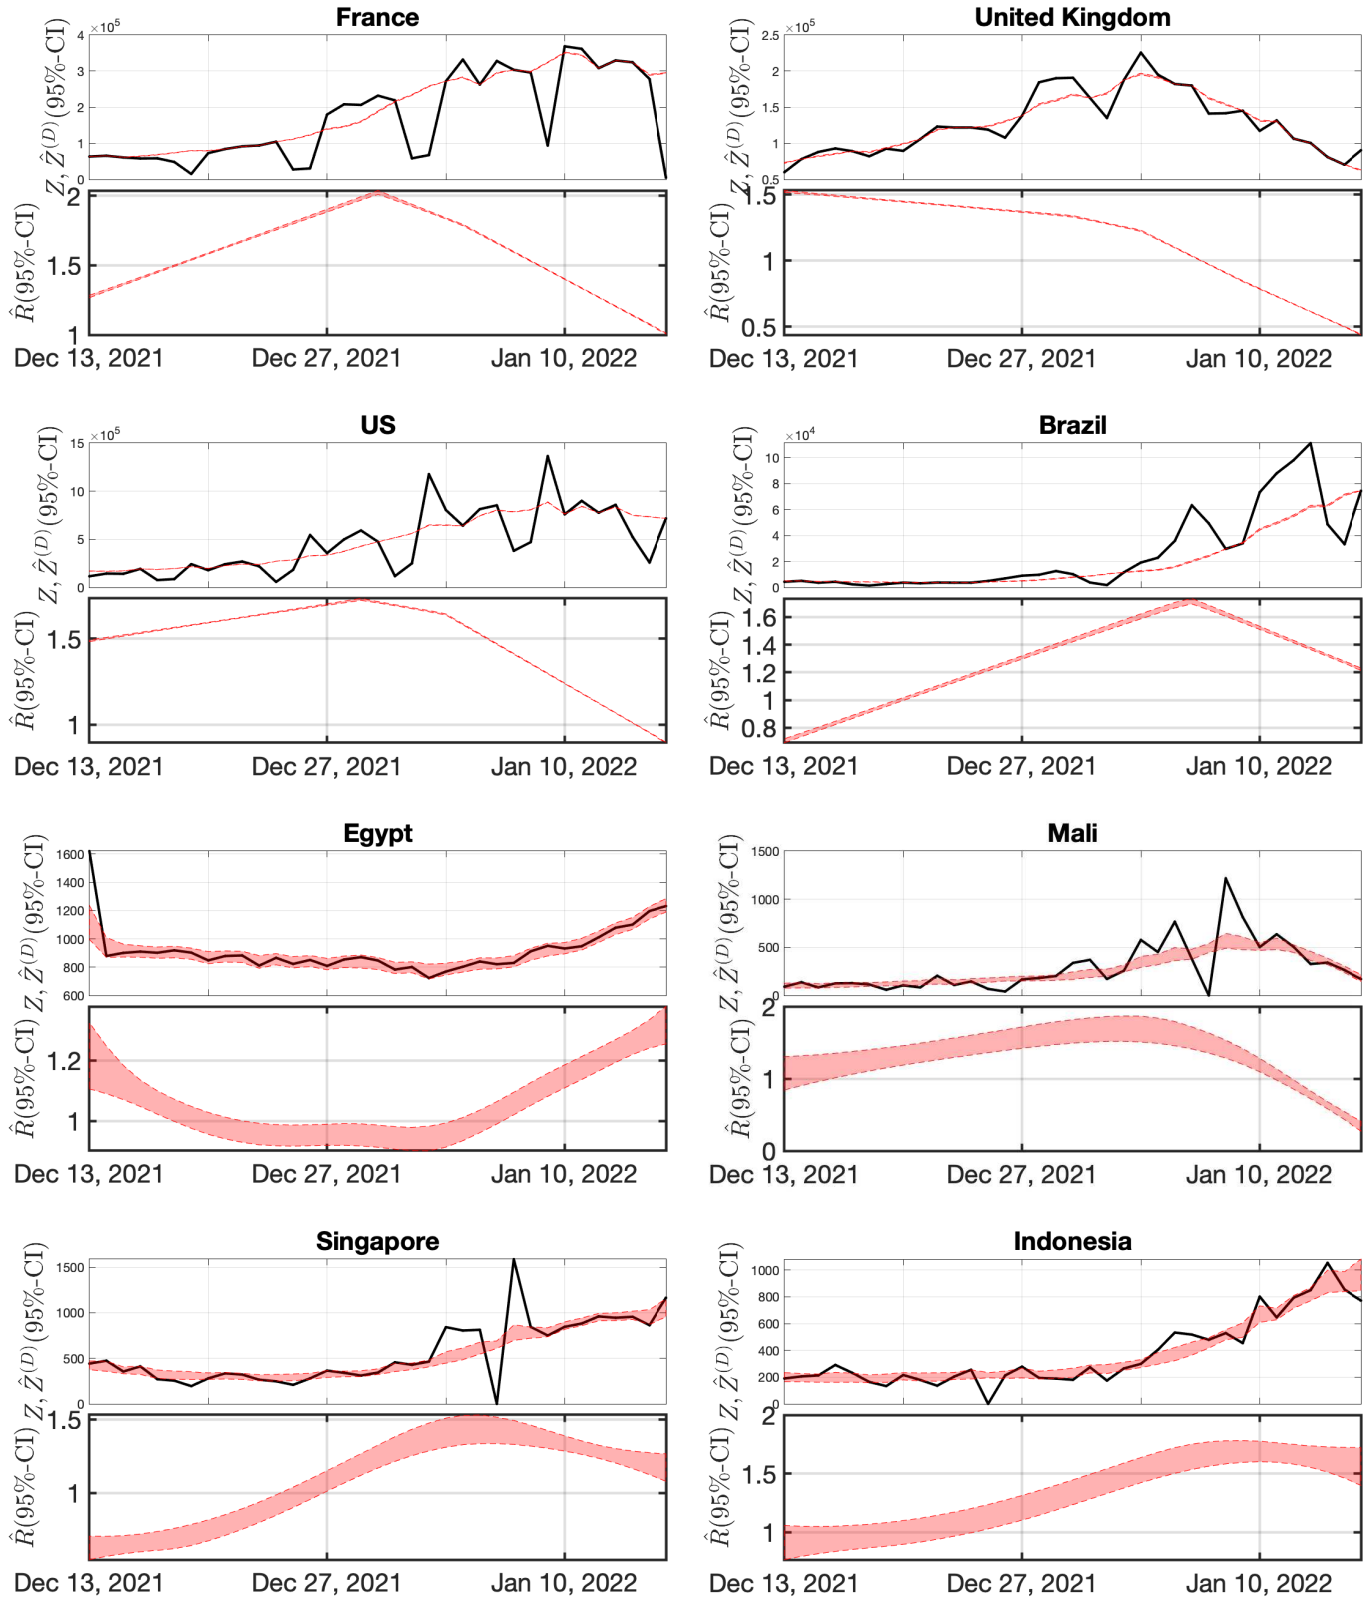 France
×10⁵
Z, Ẑ⁽ᴰ⁾(95%-CI)
4
3
2
1
0
R̂(95%-CI)
2
1.5
1
Dec 13, 2021 Dec 27, 2021 Jan 10, 2022
United Kingdom
×10⁵
Z, Ẑ⁽ᴰ⁾(95%-CI)
2.5
2
1.5
1
0.5
R̂(95%-CI)
1.5
1
0.5
Dec 13, 2021 Dec 27, 2021 Jan 10, 2022
US
×10⁵
Z, Ẑ⁽ᴰ⁾(95%-CI)
15
10
5
0
R̂(95%-CI)
1.5
1
Dec 13, 2021 Dec 27, 2021 Jan 10, 2022
Brazil
×10⁴
Z, Ẑ⁽ᴰ⁾(95%-CI)
10
8
6
4
2
0
R̂(95%-CI)
1.6
1.4
1.2
1
0.8
Dec 13, 2021 Dec 27, 2021 Jan 10, 2022
Egypt
Z, Ẑ⁽ᴰ⁾(95%-CI)
1600
1400
1200
1000
800
600
R̂(95%-CI)
1.2
1
Dec 13, 2021 Dec 27, 2021 Jan 10, 2022
Mali
Z, Ẑ⁽ᴰ⁾(95%-CI)
1500
1000
500
0
R̂(95%-CI)
2
1
0
Dec 13, 2021 Dec 27, 2021 Jan 10, 2022
Singapore
Z, Ẑ⁽ᴰ⁾(95%-CI)
1500
1000
500
0
R̂(95%-CI)
1.5
1
Dec 13, 2021 Dec 27, 2021 Jan 10, 2022
Indonesia
Z, Ẑ⁽ᴰ⁾(95%-CI)
1000
800
600
400
200
0
R̂(95%-CI)
2
1.5
1
Dec 13, 2021 Dec 27, 2021 Jan 10, 2022